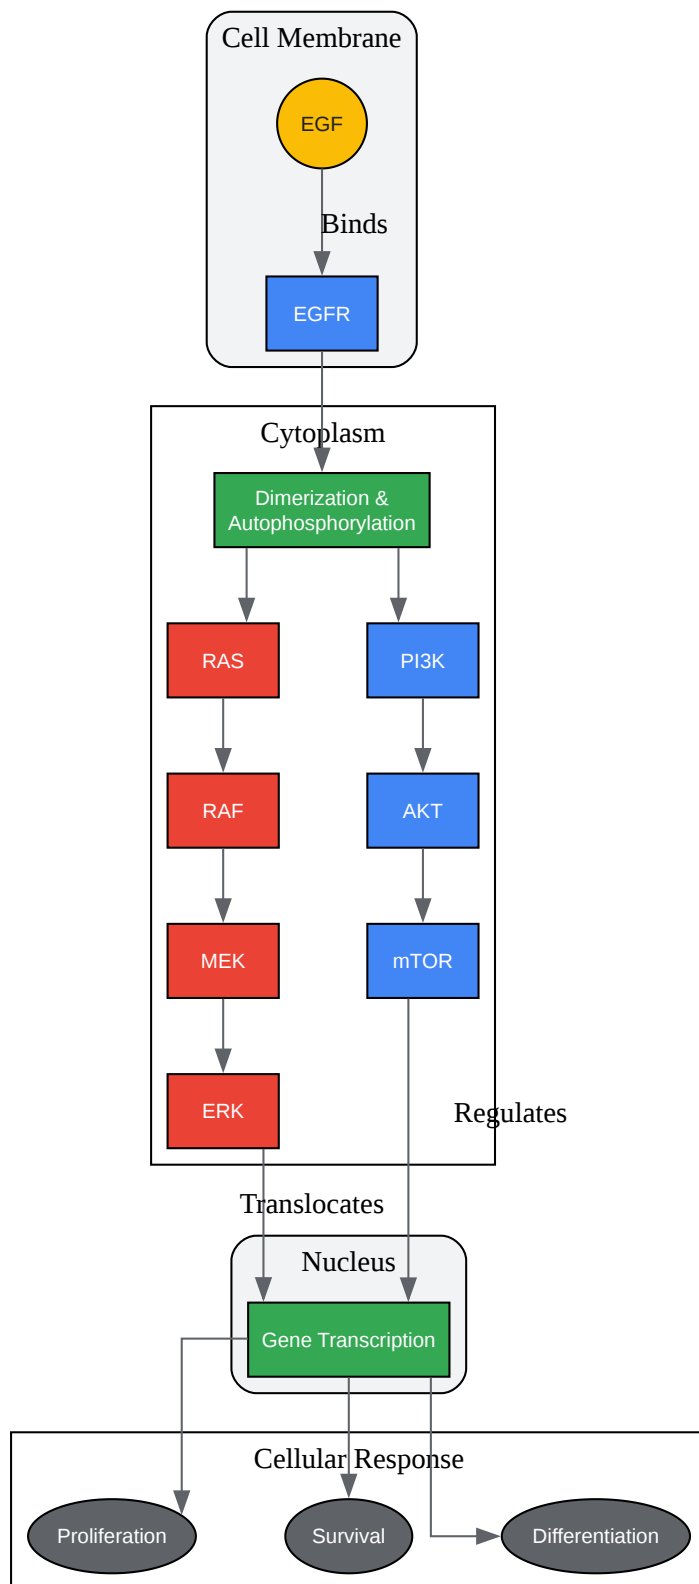 Cell Membrane
EGF
Binds
EGFR
Cytoplasm
Dimerization &
Autophosphorylation
RAS
PI3K
RAF
AKT
MEK
mTOR
ERK
Regulates
Translocates
Nucleus
Gene Transcription
Cellular Response
Proliferation
Survival
Differentiation